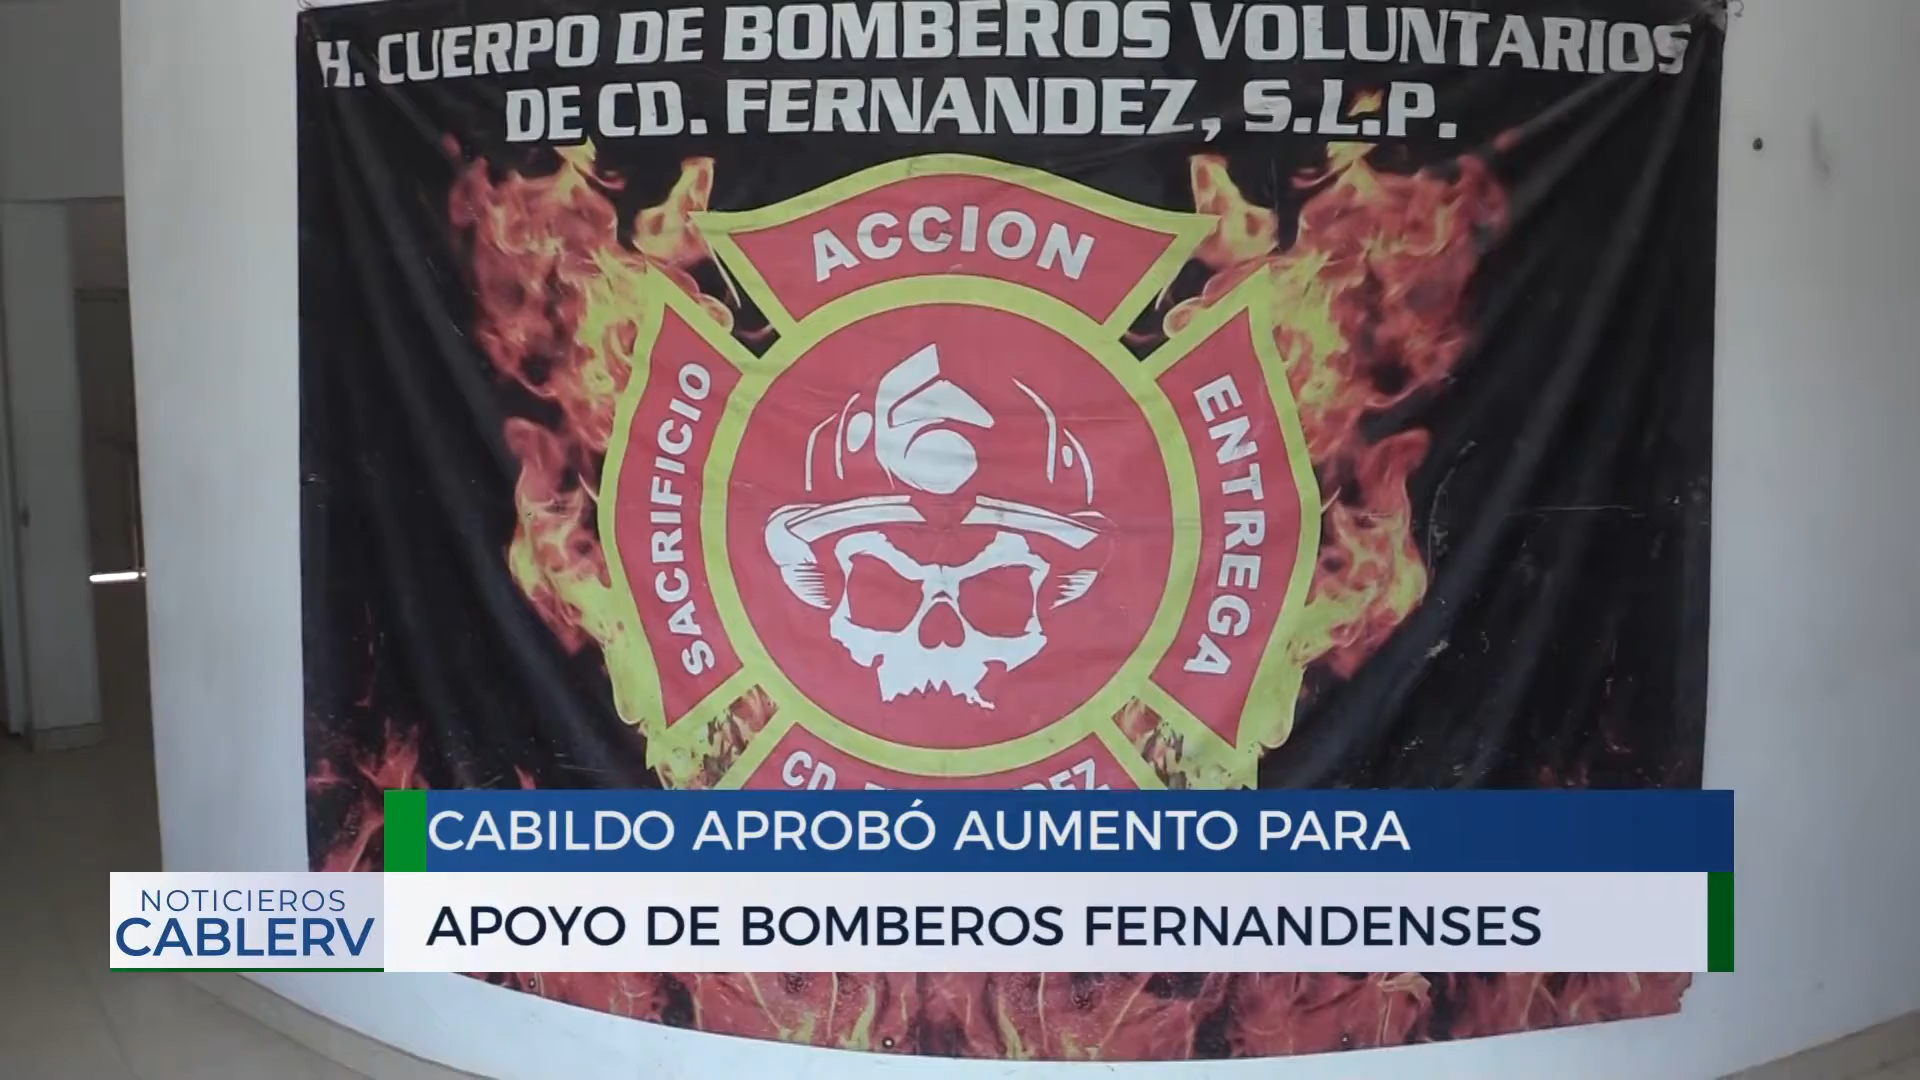 H. CUERPO DE BOMBEROS VOLUNTARIOS
DE CD. FERNANDEZ, S.L.P.
ACCION
SACRIFICIO
ENTREGA
CD.
CABILDO APROBÓ AUMENTO PARA
APOYO DE BOMBEROS FERNANDENSES
NOTICIEROS
CABLERV